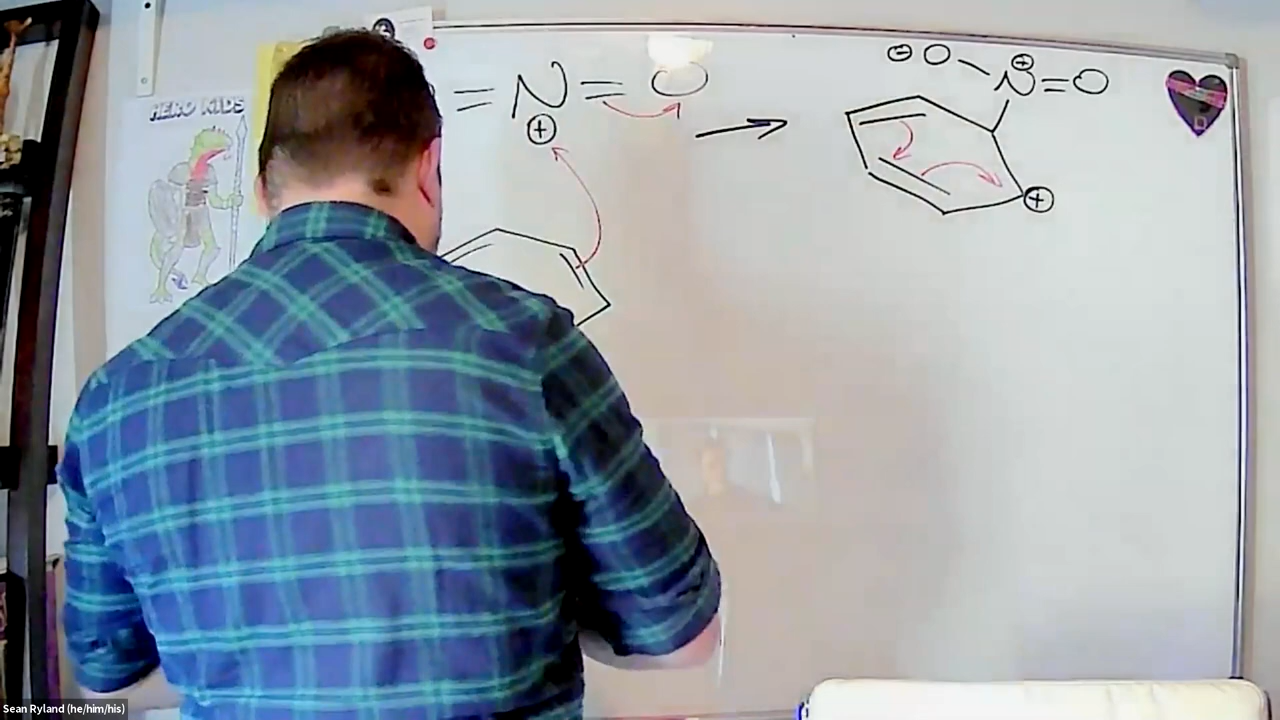 HERO KIDS
= N = O
⊕
→
⊖ O - N = O
⊕
⊕
Sean Ryland (he/him/his)